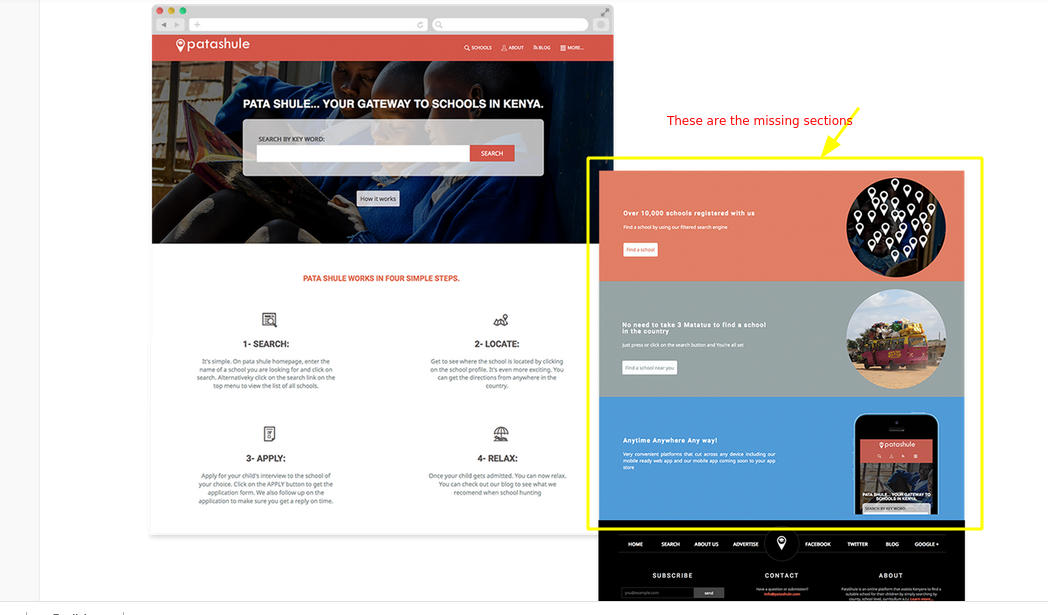 patashule
SCHOOLS ABOUT BLOG MORE...
PATA SHULE... YOUR GATEWAY TO SCHOOLS IN KENYA.
SEARCH BY KEY WORD:
SEARCH
How it works
PATA SHULE WORKS IN FOUR SIMPLE STEPS.
1- SEARCH:
It's simple. On pata shule homepage, enter the
name of a school you are looking for and click on
search. Alternatively click on the search link on the
top menu to view the list of all schools.
2- LOCATE:
Get to see where the school is located by clicking
on the school profile. It's even more exciting. You
can get the directions from anywhere in the
country.
3- APPLY:
Apply for your child's interview to the school of
your choice. Click on the APPLY button to get the
application form. We also follow up on the
application to make sure you get a reply on time.
4- RELAX:
Once your child gets admitted. You can now relax.
You can check out our blog to see what we
recomend when school hunting
These are the missing sections
Over 10,000 schools registered with us
Find a school by using our filtered search engine
Find a school
No need to take 3 Matatus to find a school
in the country
Just press or click on the search button and You're all set
Find a school near you
Anytime Anywhere Any way!
Very convenient platforms that cut across any device including our
mobile ready web app and our mobile app coming soon to your app
store
patashule
PATA SHULE... YOUR GATEWAY TO
SCHOOLS IN KENYA.
SEARCH BY KEY WORD:
HOME SEARCH ABOUT US ADVERTISE FACEBOOK TWITTER BLOG GOOGLE +
SUBSCRIBE
you@example.com
send
CONTACT
Have a question or submission?
info@patashule.com
ABOUT
PataShule is an online platform that assists Kenyans to find a
school for their children by simply searching by